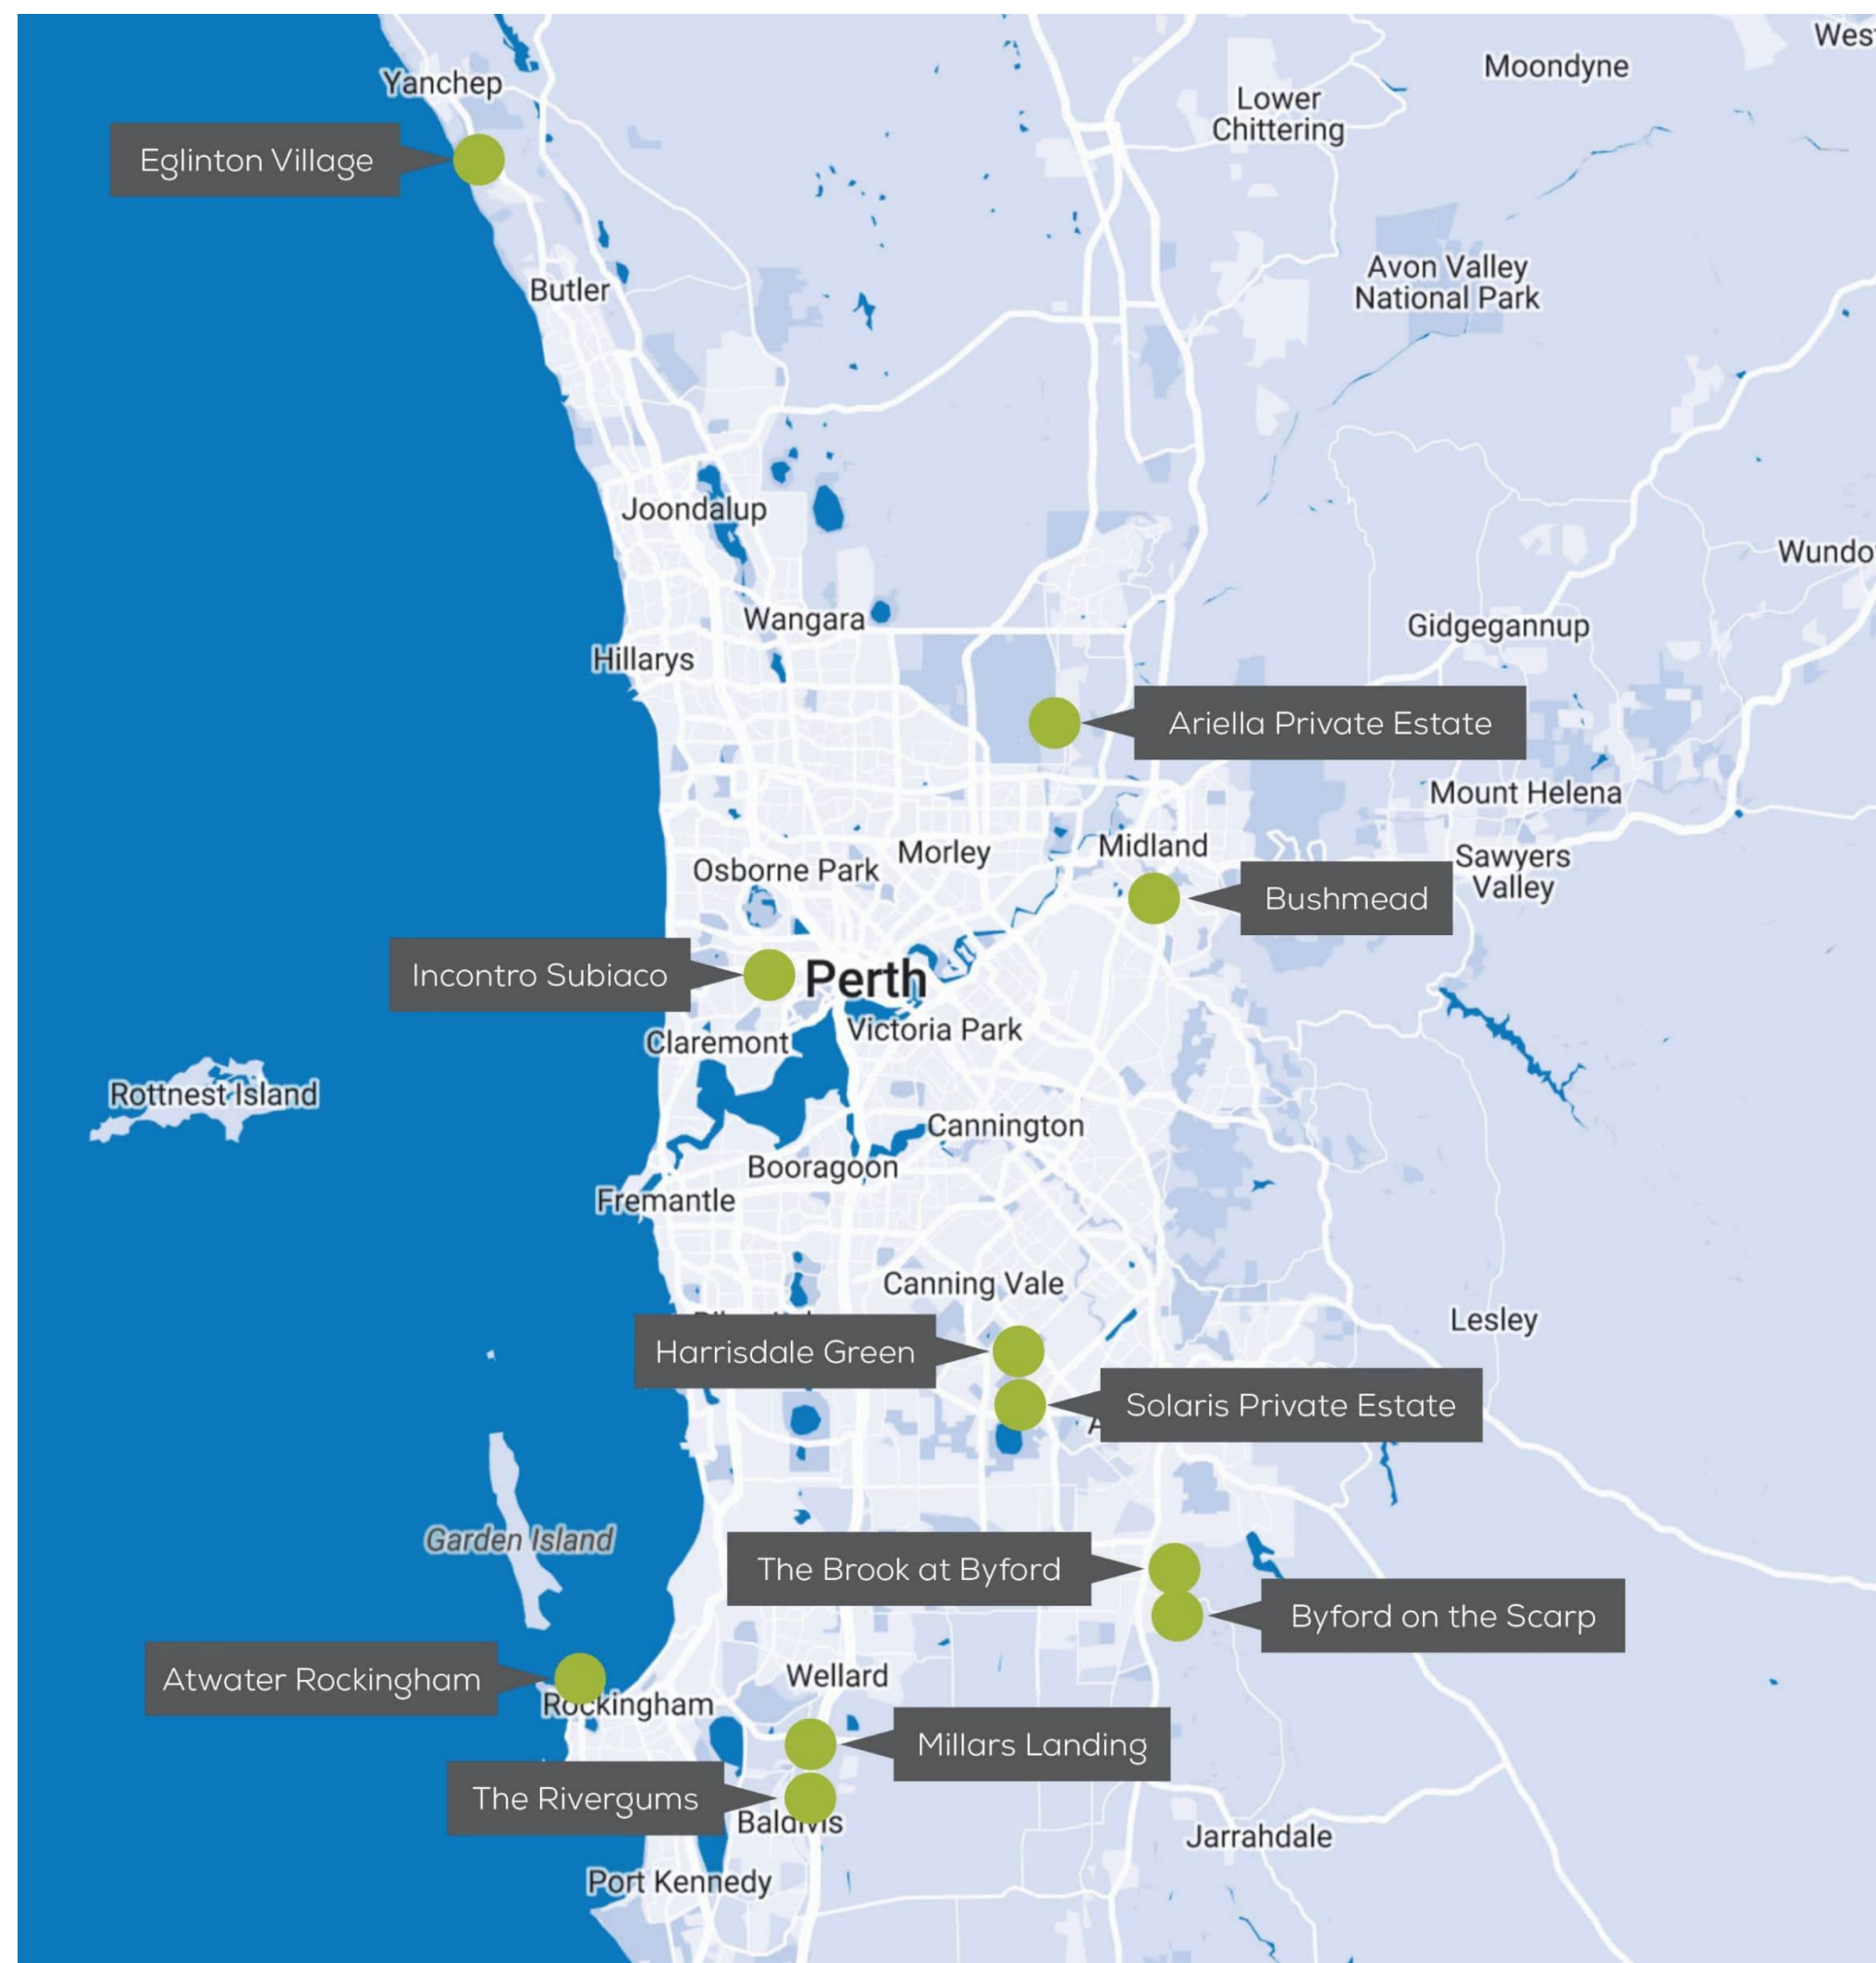 Wes
Moondyne
Yanchep
Lower
Chittering
Eglinton Village
Avon Valley
National Park
Butler
Joondalup
Wundo
Wangara
Gidgegannup
Hillarys
Ariella Private Estate
Mount Helena
Midland
Morley
Osborne Park
Sawyers
Valley
Bushmead
Incontro Subiaco
Perth
Victoria Park
Claremont
Rottnest Island
Cannington
Booragoon
Fremantle
Canning Vale
Lesley
Harrisdale Green
Solaris Private Estate
Garden Island
The Brook at Byford
Byford on the Scarp
Atwater Rockingham
Wellard
Rockingham
Millars Landing
The Rivergums
Baldivis
Jarrahdale
Port Kennedy